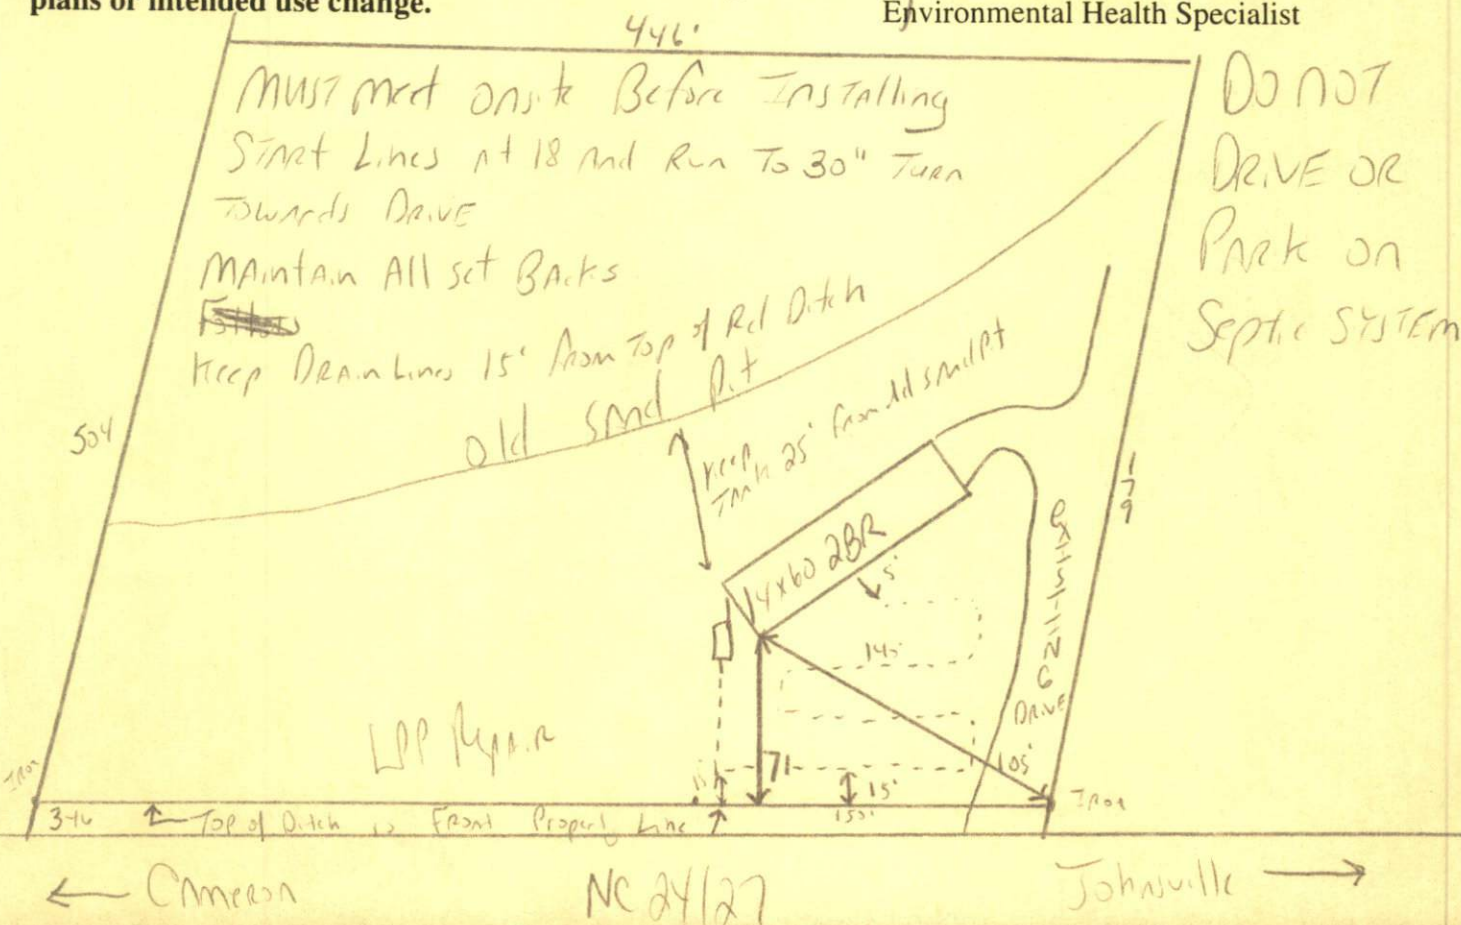 plans or intended use change.
Environmental Health Specialist
446'
MUST meet onsite Before Installing
START Lines At 18 And Run To 30" Turn
Towards DRIVE
MAintAin All set BAcks
Keep DRAin Lines 15' from Top of Rd Ditch
DO NOT
DRIVE OR
PARK on
Septic SYSTEM
old sAnd Pit
Keep
TAnk 25' from old sAnd Pit
504
179
14x60 2BR
5'
existing
DRIVE
145'
105'
71
15'
15'
155'
LPP RepAiR
IRon
IRon
346
Top of Ditch is Front Property Line
← CAmeRon
NC 24/27
Johnsville →